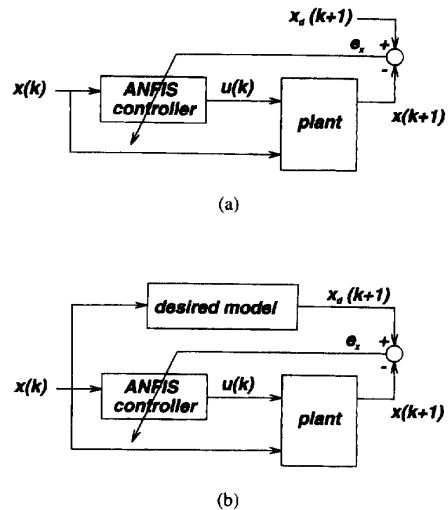 x_d (k+1)
e_x
+
-
x(k)
ANFIS
controller
u(k)
plant
x(k+1)
(a)
desired model
x_d (k+1)
e_x
+
-
x(k)
ANFIS
controller
u(k)
plant
x(k+1)
(b)